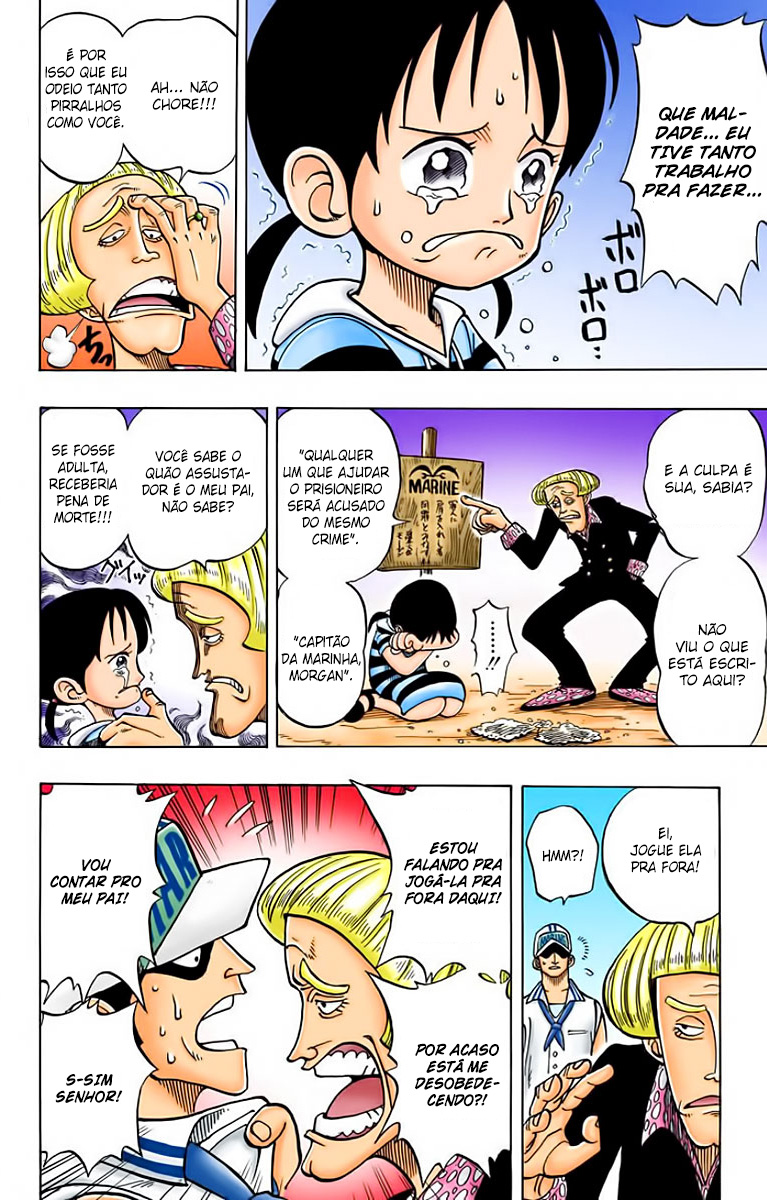 QUE MAL-
DADE... EU
TIVE TANTO
TRABALHO
PRA FAZER...
ボロ
ボロ...
AH... NÃO
CHORE!!!
É POR
ISSO QUE EU
ODEIO TANTO
PIRRALHOS
COMO VOCÊ.
ちっ
E A CULPA É
SUA, SABIA?
NÃO
VIU O QUE
ESTÁ ESCRI-
TO AQUI?
MARINE
"QUALQUER
UM QUE AJUDAR
O PRISIONEIRO
SERÁ ACUSADO
DO MESMO
CRIME".
"CAPITÃO
DA MARINHA,
MORGAN".
......!!
VOCÊ SABE O
QUÃO ASSUSTA-
DOR É O MEU PAI,
NÃO SABE?
SE FOSSE
ADULTA,
RECEBERIA
PENA DE
MORTE!!!
EI,
JOGUE ELA
PRA FORA!
HMM?!
MARINE
ESTOU
FALANDO PRA
JOGÁ-LA PRA
FORA DAQUI!
POR ACASO
ESTÁ ME
DESOBEDE-
CENDO?!
VOU
CONTAR PRO
MEU PAI!
S-SIM
SENHOR!